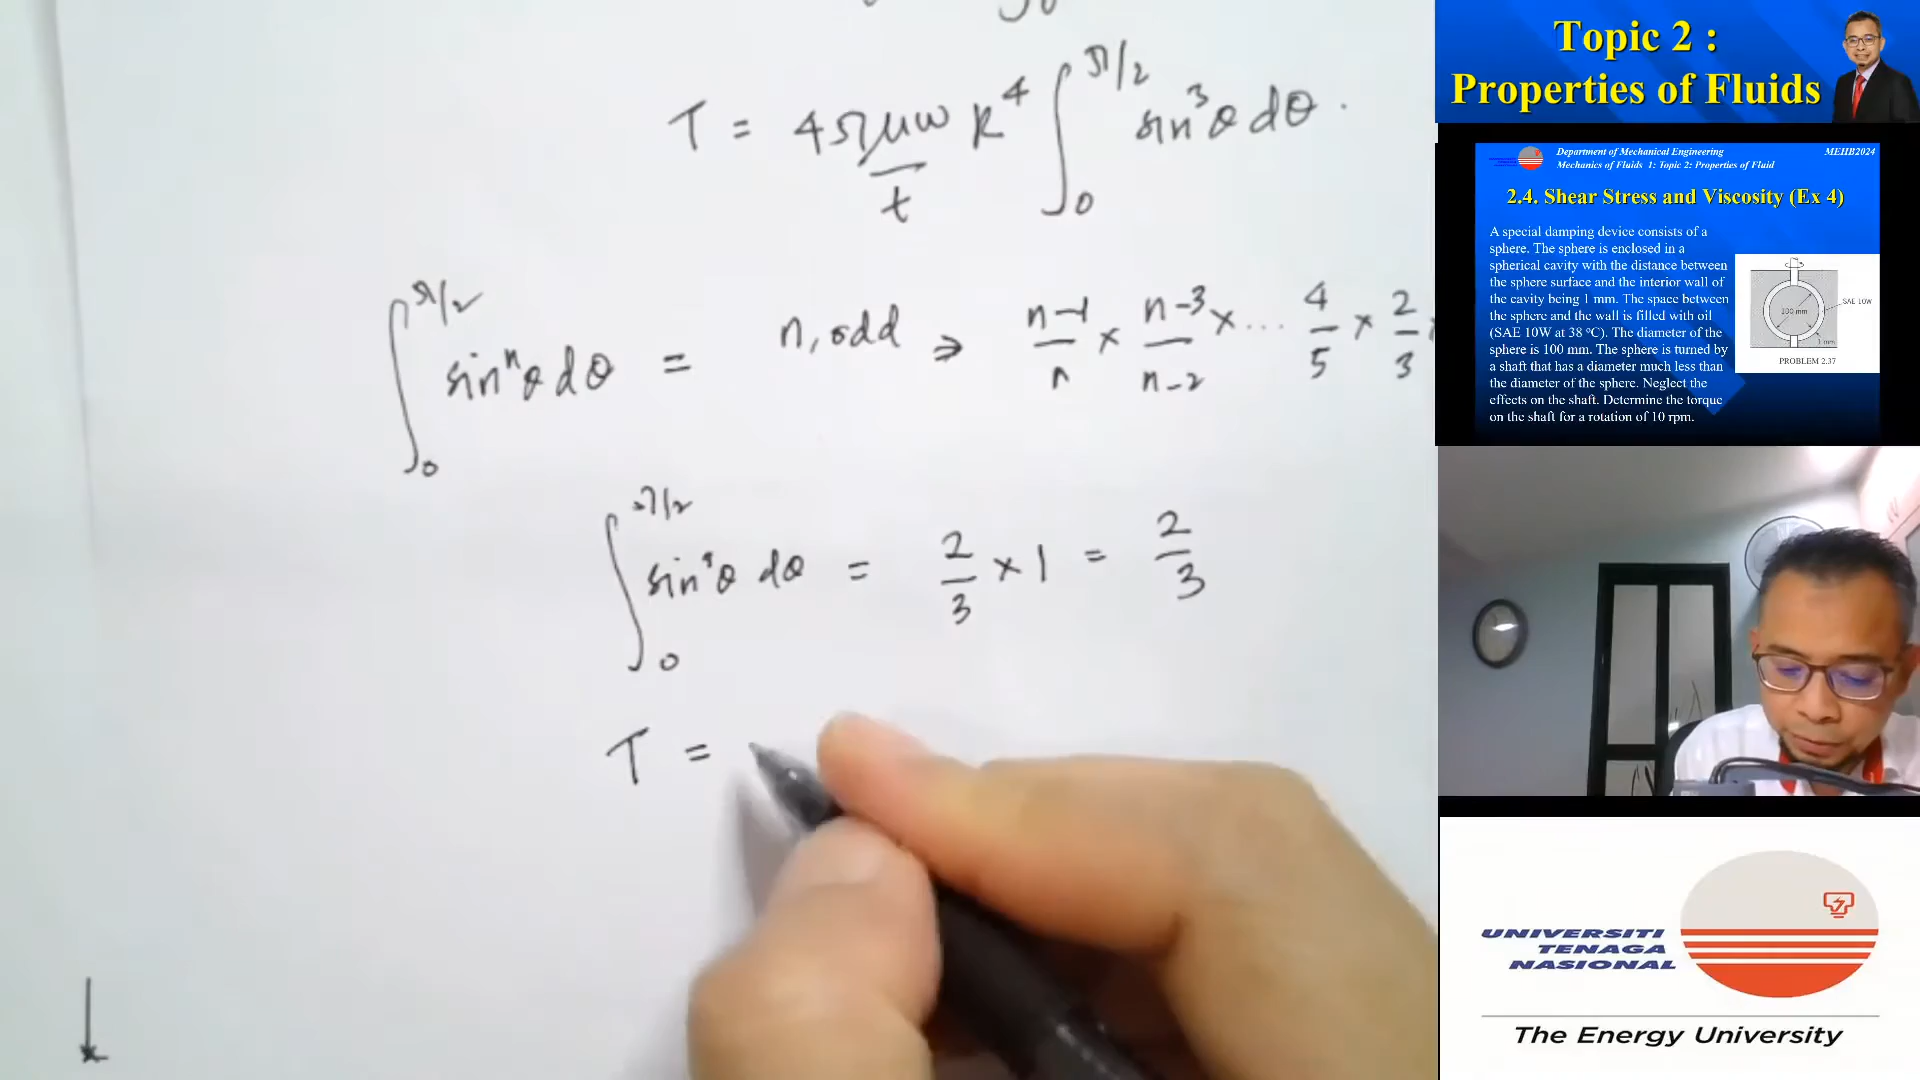 T = 4πμω/t R⁴ ∫₀^π/2 sin³θ dθ.
∫₀^π/2 sinⁿθ dθ = n, odd ⇒ n-1/n × n-3/n-2 × ... 4/5 × 2/3
∫₀^π/2 sin³θ dθ = 2/3 × 1 = 2/3
T =
Topic 2 :
Properties of Fluids
Department of Mechanical Engineering
MEHB2024
Mechanics of Fluids 1: Topic 2: Properties of Fluid
2.4. Shear Stress and Viscosity (Ex 4)
A special damping device consists of a
sphere. The sphere is enclosed in a
spherical cavity with the distance between
the sphere surface and the interior wall of
the cavity being 1 mm. The space between
the sphere and the wall is filled with oil
(SAE 10W at 38 °C). The diameter of the
sphere is 100 mm. The sphere is turned by
a shaft that has a diameter much less than
the diameter of the sphere. Neglect the
effects on the shaft. Determine the torque
on the shaft for a rotation of 10 rpm.
SAE 10W
100 mm
1 mm
PROBLEM 2.37
UNIVERSITI
TENAGA
NASIONAL
The Energy University